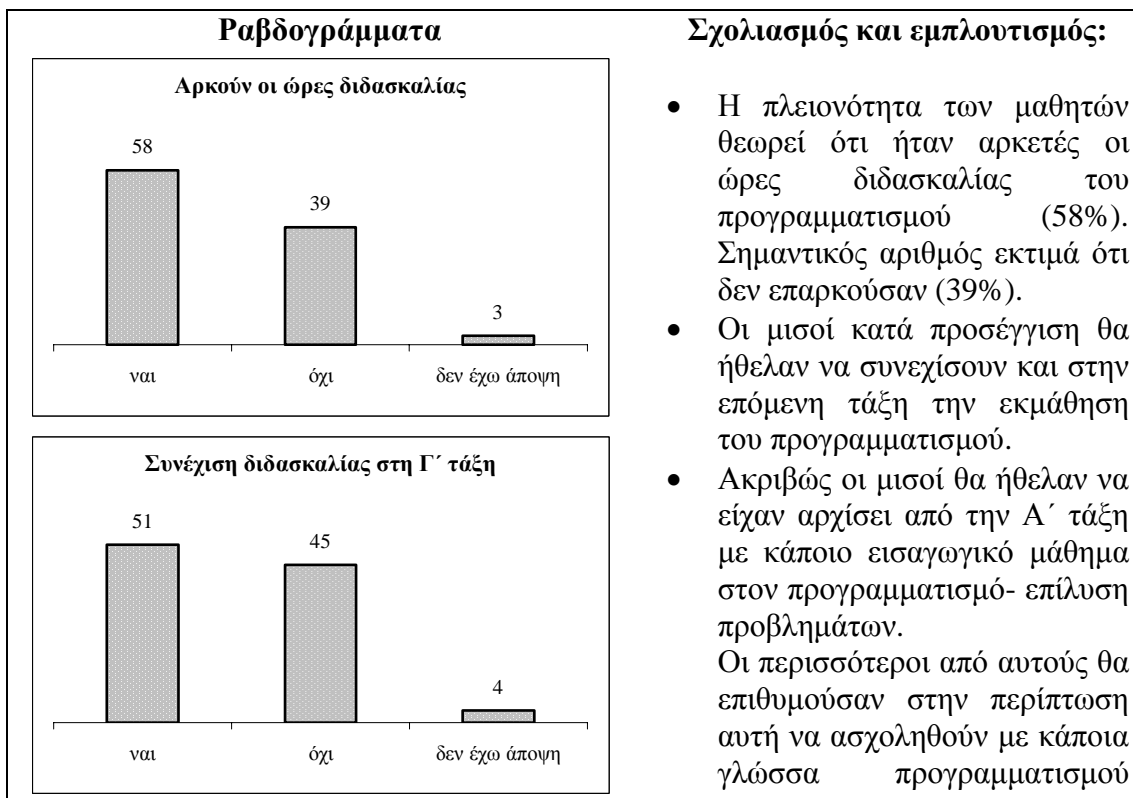 Ραβδογράμματα
Αρκούν οι ώρες διδασκαλίας
58
39
3
ναι
όχι
δεν έχω άποψη
Συνέχιση διδασκαλίας στη Γ΄ τάξη
51
45
4
ναι
όχι
δεν έχω άποψη
Σχολιασμός και εμπλουτισμός:
• Η πλειονότητα των μαθητών
θεωρεί ότι ήταν αρκετές οι
ώρες διδασκαλίας του
προγραμματισμού (58%).
Σημαντικός αριθμός εκτιμά ότι
δεν επαρκούσαν (39%).
• Οι μισοί κατά προσέγγιση θα
ήθελαν να συνεχίσουν και στην
επόμενη τάξη την εκμάθηση
του προγραμματισμού.
• Ακριβώς οι μισοί θα ήθελαν να
είχαν αρχίσει από την Α΄ τάξη
με κάποιο εισαγωγικό μάθημα
στον προγραμματισμό- επίλυση
προβλημάτων.
Οι περισσότεροι από αυτούς θα
επιθυμούσαν στην περίπτωση
αυτή να ασχοληθούν με κάποια
γλώσσα προγραμματισμού